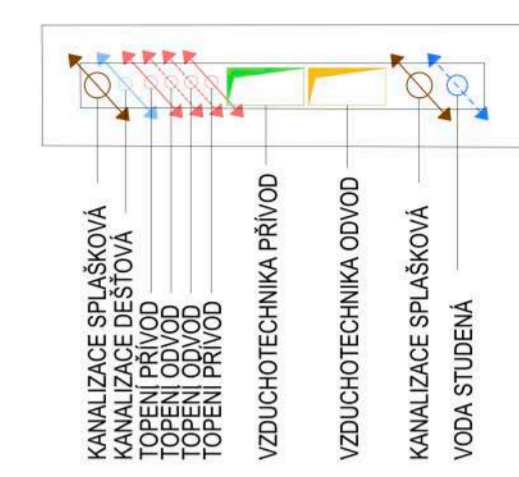 KANALIZACE SPLAŠKOVÁ
KANALIZACE DEŠŤOVÁ
TOPENÍ PŘÍVOD
TOPENÍ ODVOD
TOPENÍ ODVOD
TOPENÍ PŘÍVOD
VZDUCHOTECHNIKA PŘÍVOD
VZDUCHOTECHNIKA ODVOD
KANALIZACE SPLAŠKOVÁ
VODA STUDENÁ